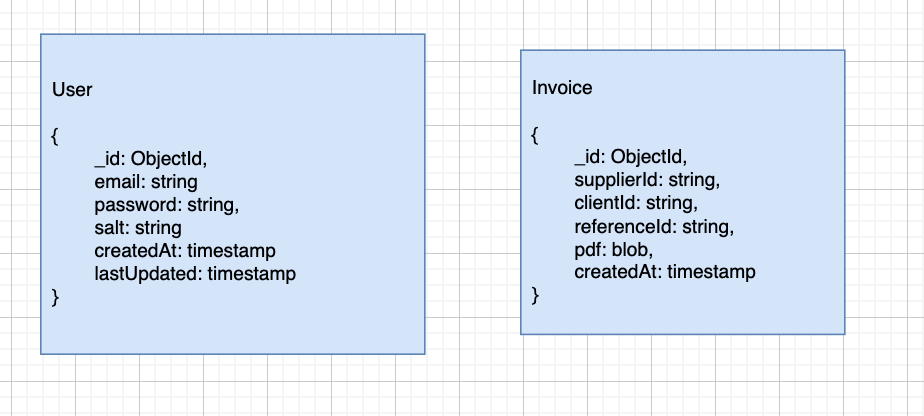 User
{
_id: ObjectId,
email: string
password: string,
salt: string
createdAt: timestamp
lastUpdated: timestamp
}
Invoice
{
_id: ObjectId,
supplierId: string,
clientId: string,
referenceId: string,
pdf: blob,
createdAt: timestamp
}